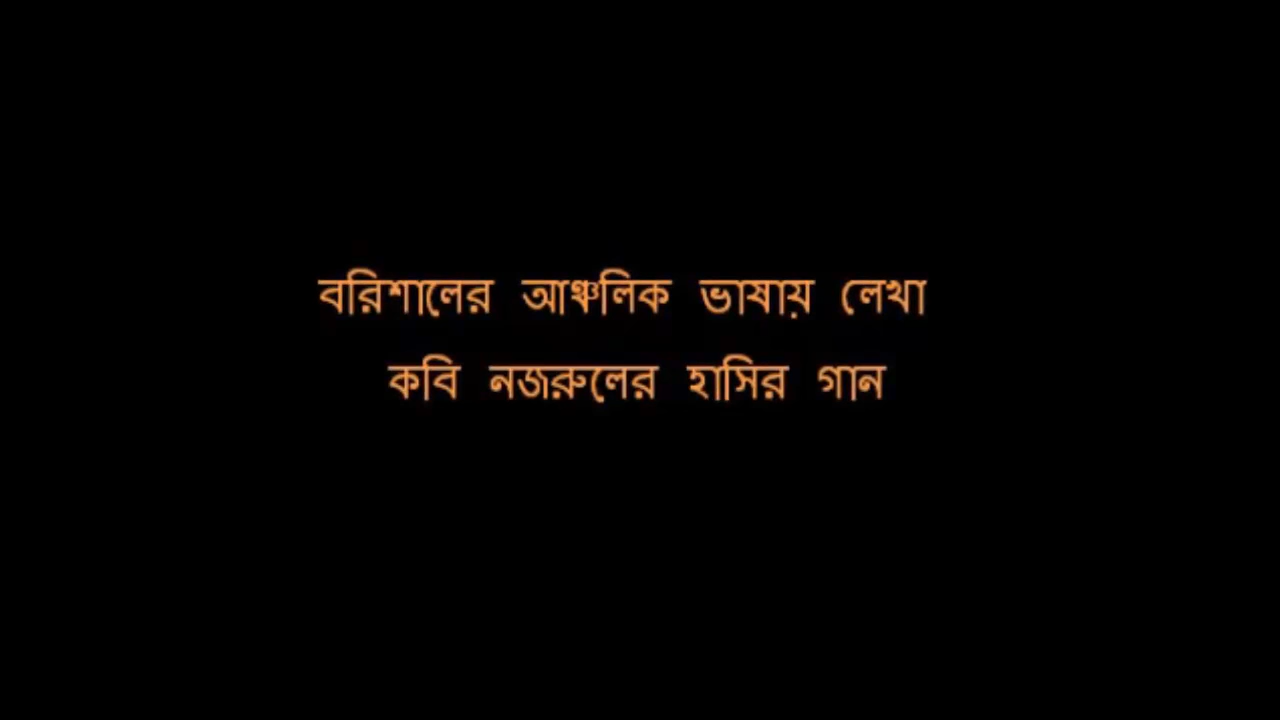 বরিশালের আঞ্চলিক ভাষায় লেখা
কবি নজরুলের হাসির গান